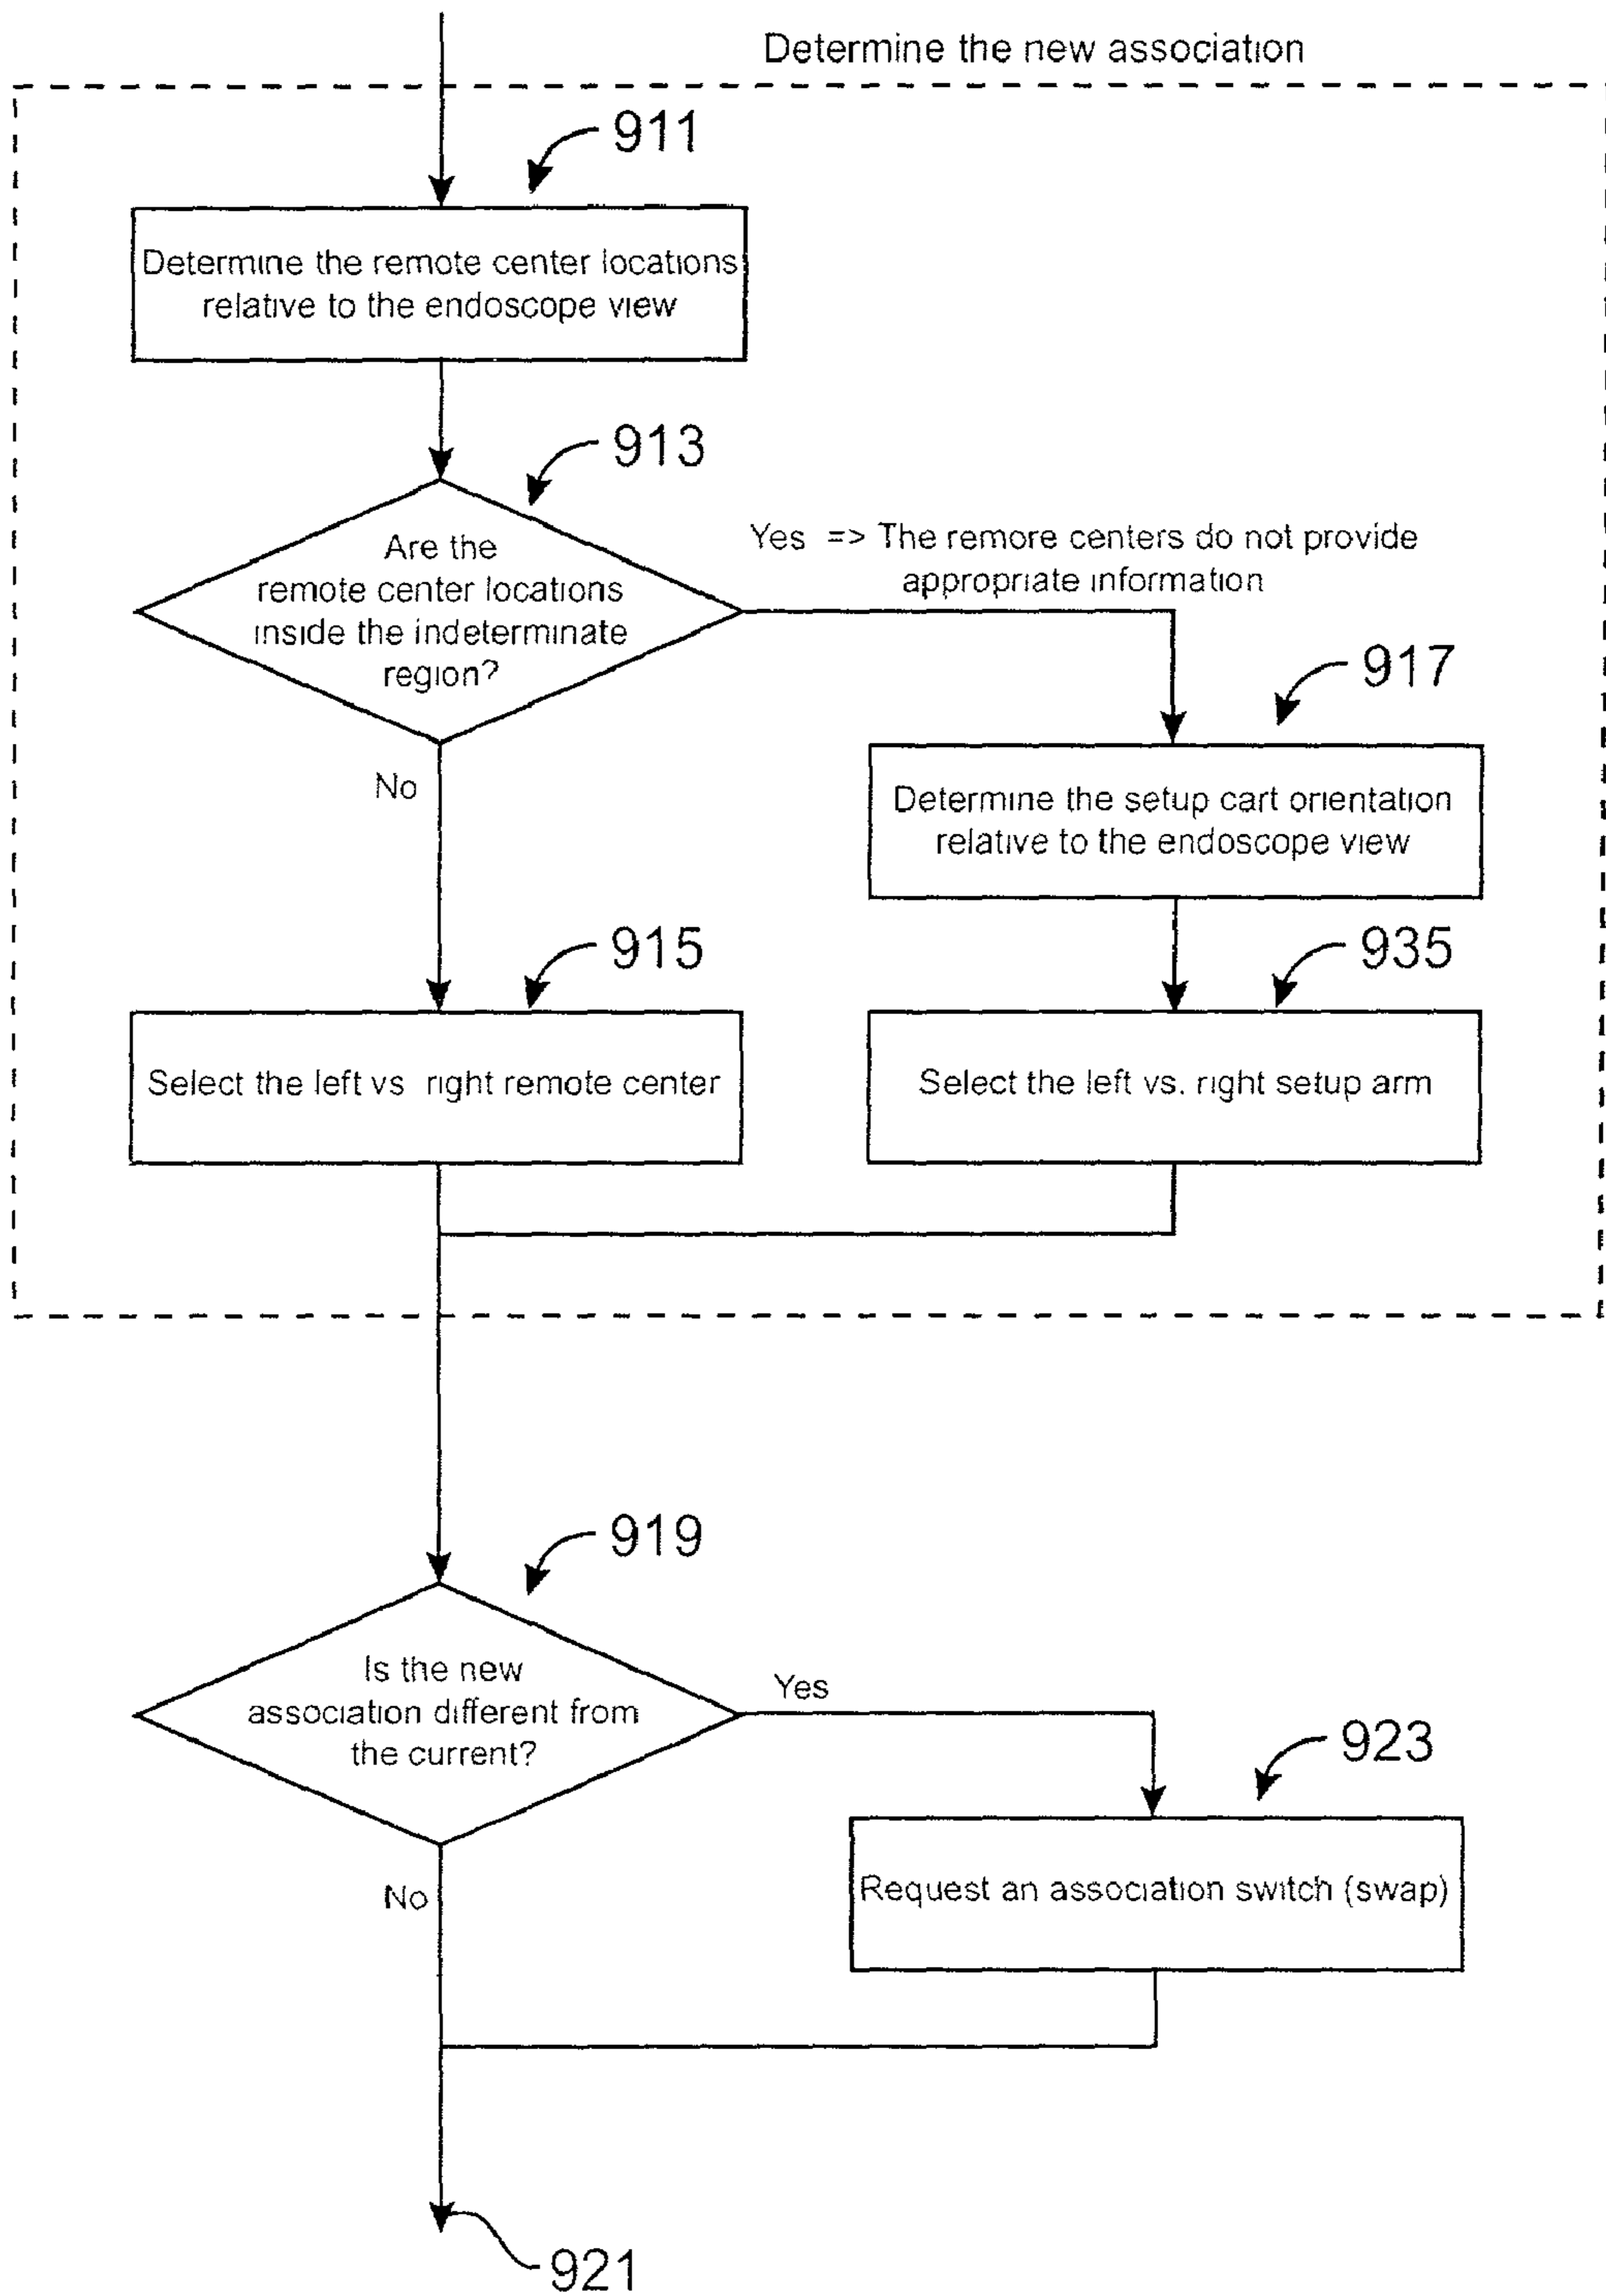 Determine the new association
911
Determine the remote center locations
relative to the endoscope view
913
Are the
remote center locations
inside the indeterminate
region?
Yes => The remore centers do not provide
appropriate information
917
No
Determine the setup cart orientation
relative to the endoscope view
915
935
Select the left vs right remote center
Select the left vs. right setup arm
919
Is the new
association different from
the current?
Yes
923
Request an association switch (swap)
No
921